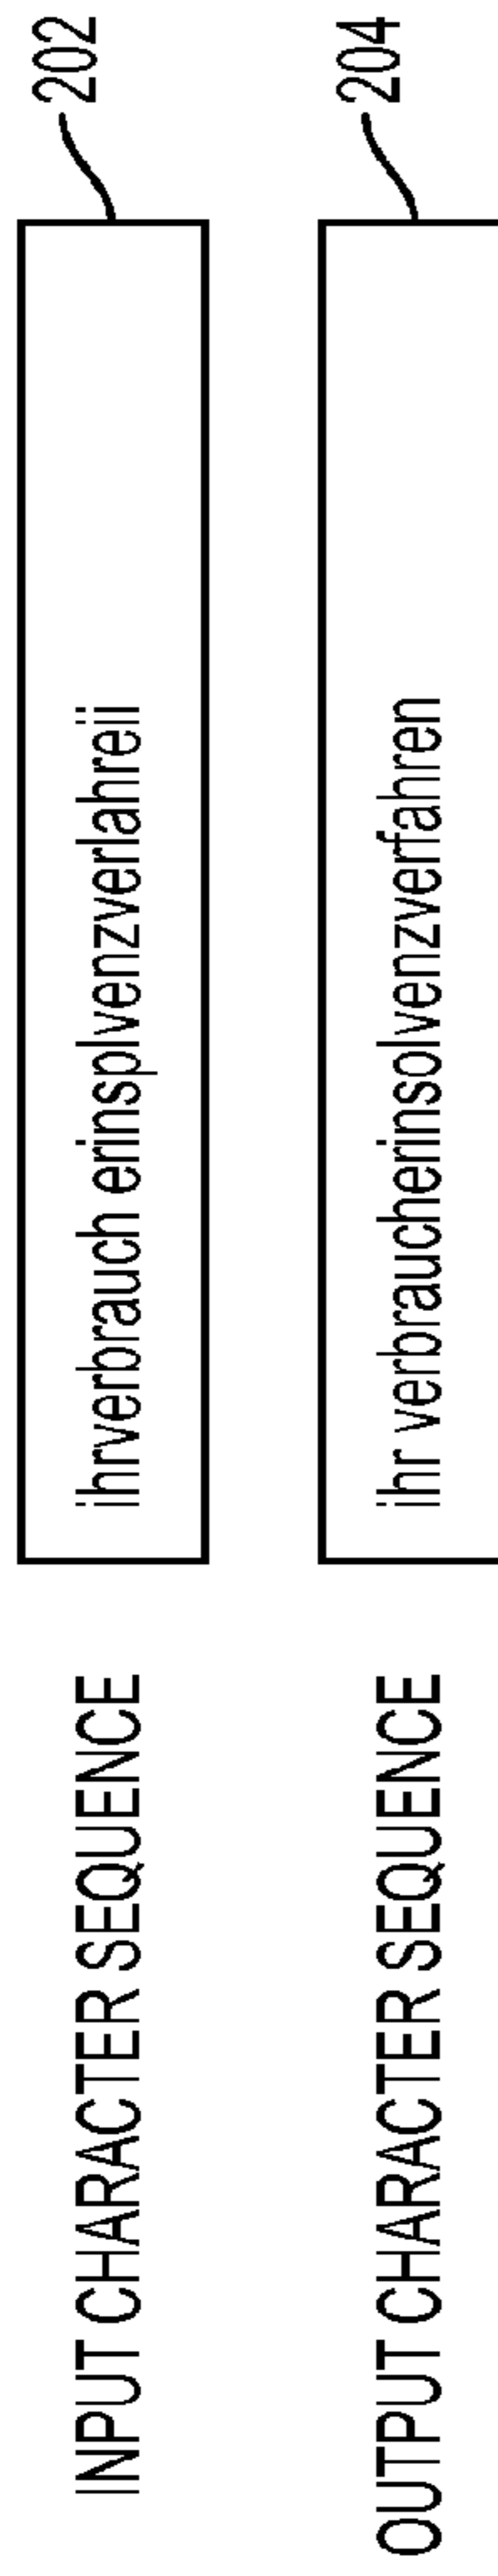 INPUT CHARACTER SEQUENCE ihrverbrauch erinsplvenzverlahreii 202
OUTPUT CHARACTER SEQUENCE ihr verbraucherinsolvenzverfahren 204